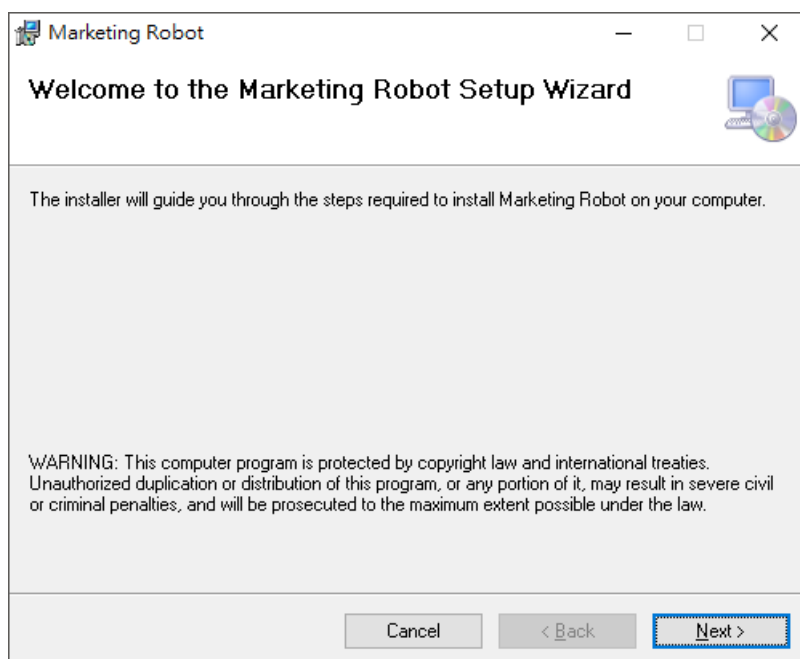 Marketing Robot
Welcome to the Marketing Robot Setup Wizard
The installer will guide you through the steps required to install Marketing Robot on your computer.
WARNING: This computer program is protected by copyright law and international treaties.
Unauthorized duplication or distribution of this program, or any portion of it, may result in severe civil
or criminal penalties, and will be prosecuted to the maximum extent possible under the law.
Cancel
< Back
Next >